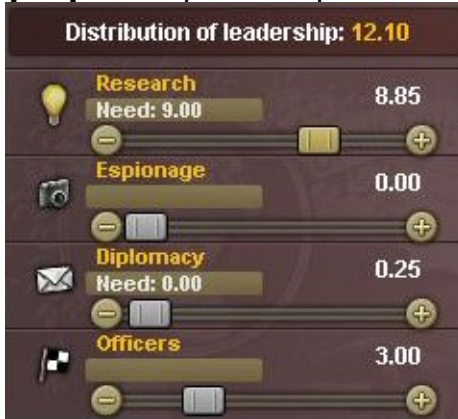 Distribution of leadership: 12.10
Research 8.85
Need: 9.00
Espionage 0.00
Diplomacy 0.25
Need: 0.00
Officers 3.00